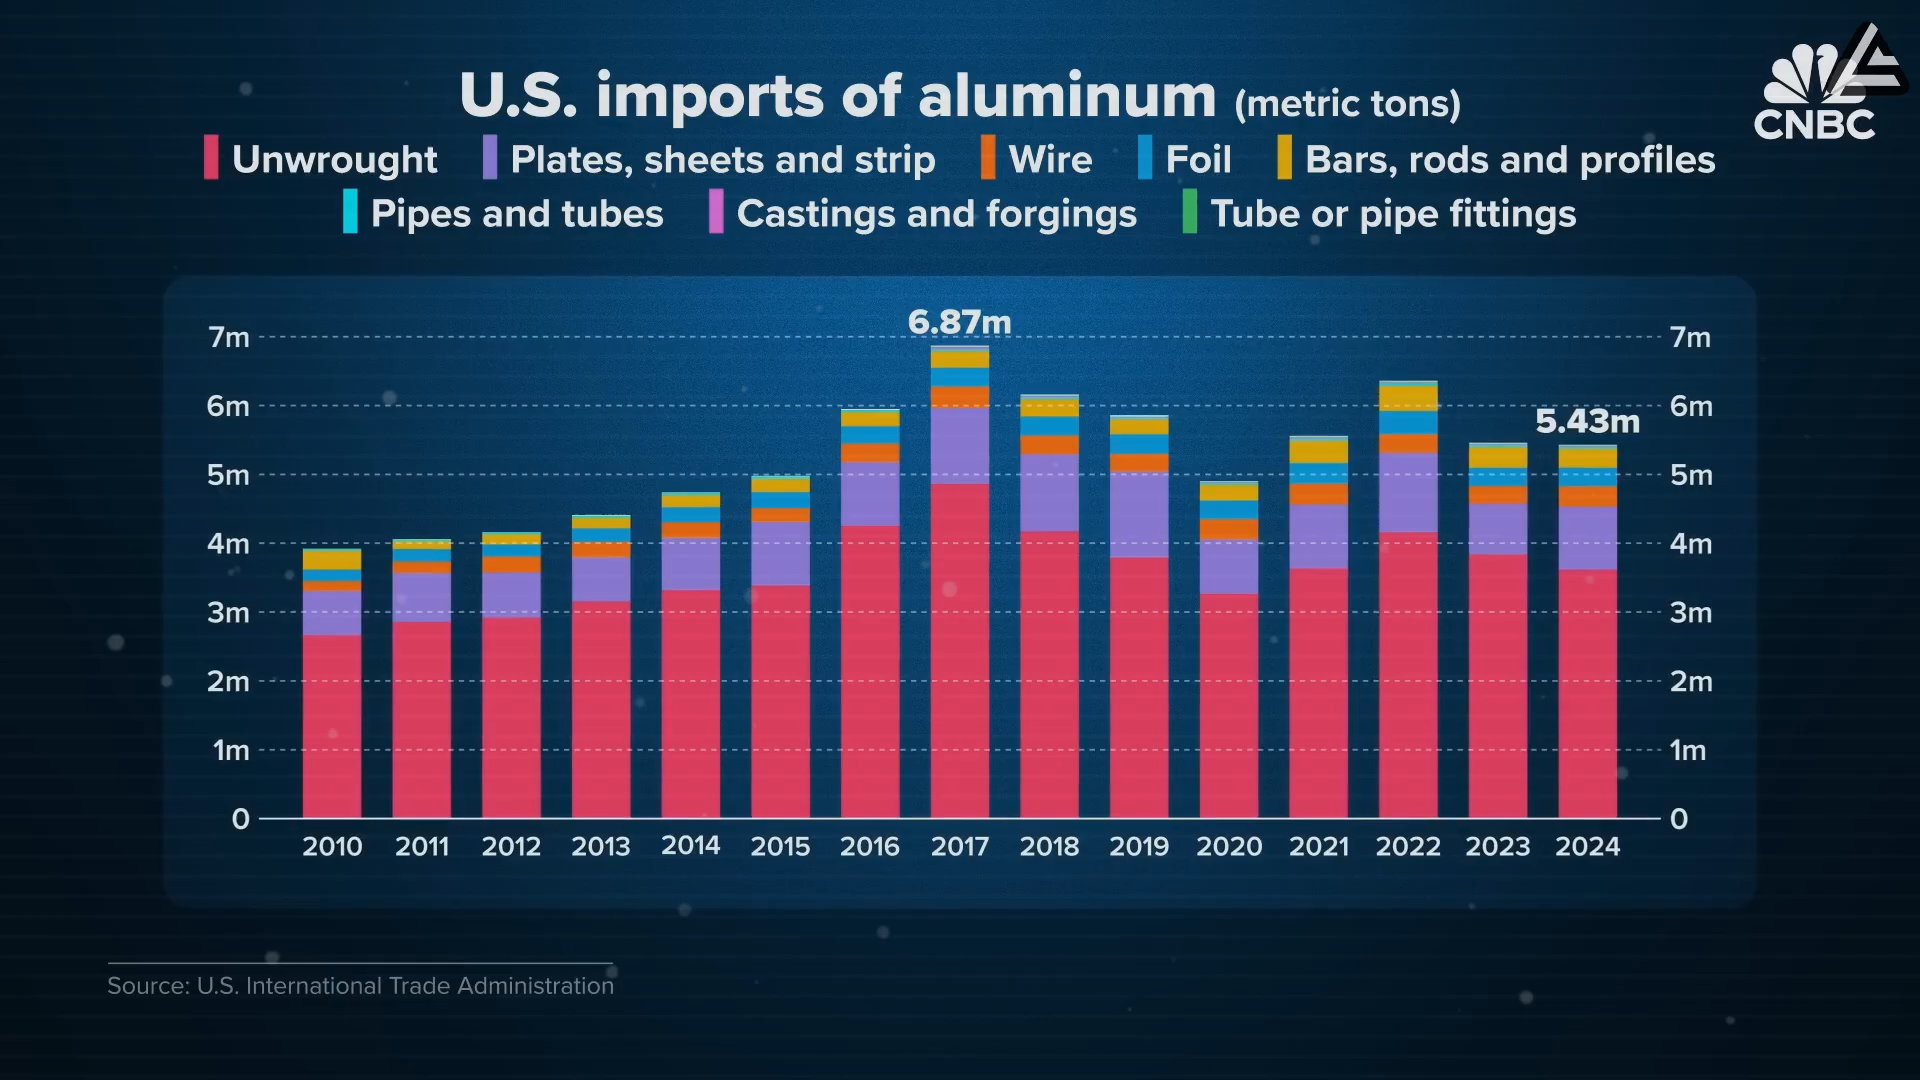 U.S. imports of aluminum (metric tons)
CNBC
Unwrought Plates, sheets and strip Wire Foil Bars, rods and profiles
Pipes and tubes Castings and forgings Tube or pipe fittings
6.87m
7m 7m
6m 6m
5.43m
5m 5m
4m 4m
3m 3m
2m 2m
1m 1m
0 0
2010 2011 2012 2013 2014 2015 2016 2017 2018 2019 2020 2021 2022 2023 2024
Source: U.S. International Trade Administration